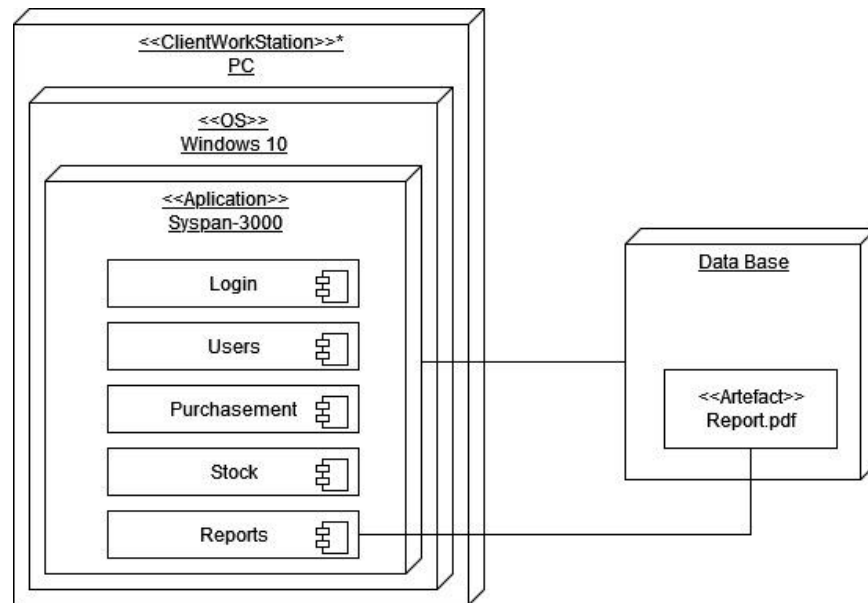 <<ClientWorkStation>>*
PC
<<OS>>
Windows 10
<<Aplication>>
Syspan-3000
Login
Users
Purchasement
Stock
Reports
Data Base
<<Artefact>>
Report.pdf